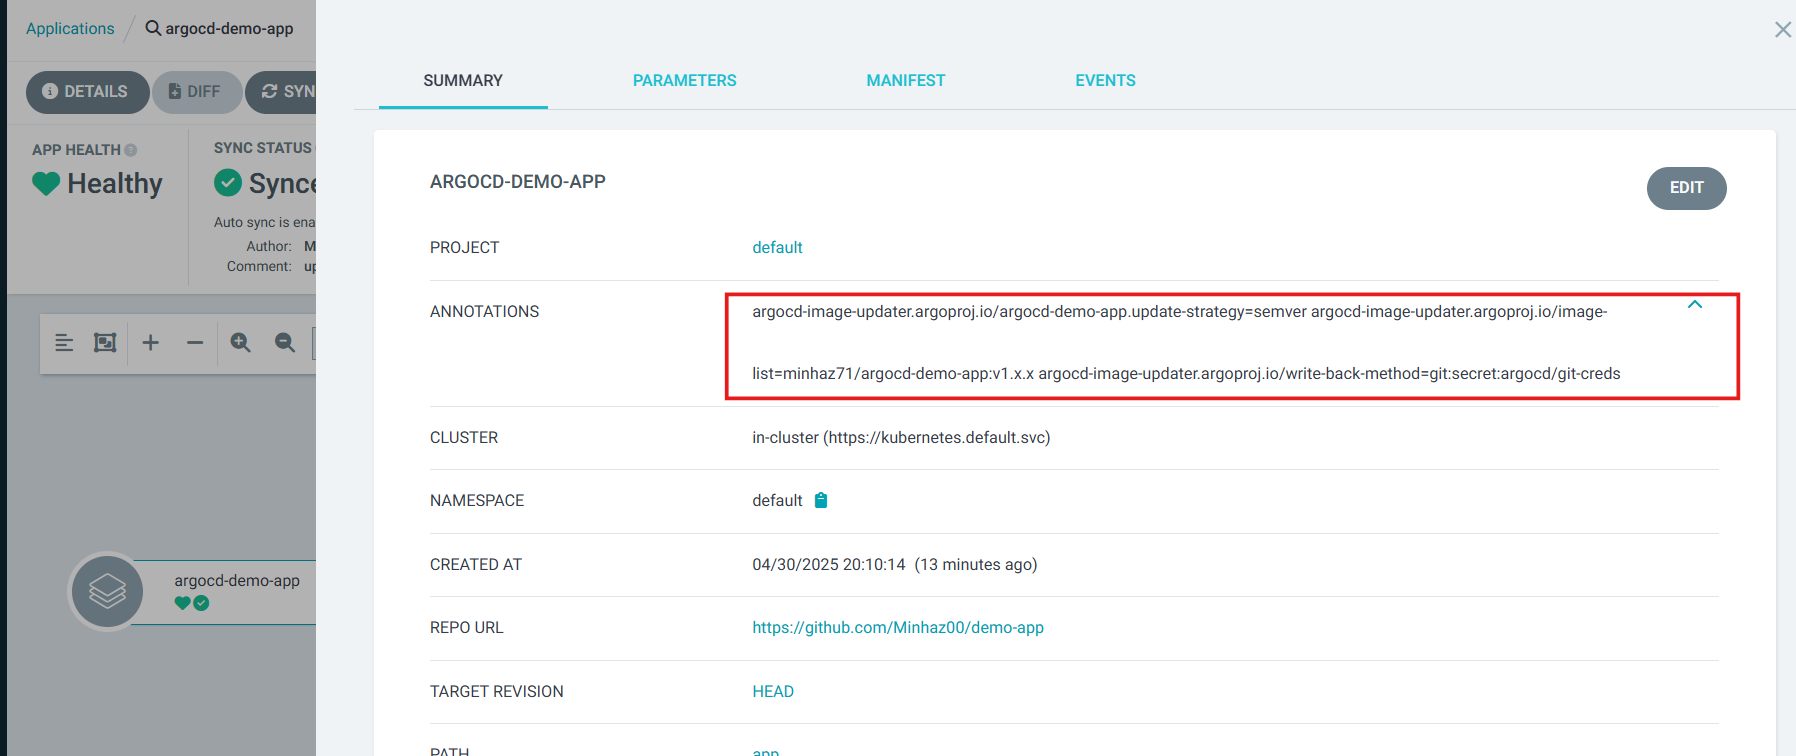 Applications / argocd-demo-app
DETAILS DIFF SYN
APP HEALTH
Healthy
SYNC STATUS
Synce
Auto sync is ena
Author: M
Comment: up
argocd-demo-app
SUMMARY PARAMETERS MANIFEST EVENTS
ARGOCD-DEMO-APP
EDIT
PROJECT default
ANNOTATIONS argocd-image-updater.argoproj.io/argocd-demo-app.update-strategy=semver argocd-image-updater.argoproj.io/image-
list=minhaz71/argocd-demo-app:v1.x.x argocd-image-updater.argoproj.io/write-back-method=git:secret:argocd/git-creds
CLUSTER in-cluster (https://kubernetes.default.svc)
NAMESPACE default
CREATED AT 04/30/2025 20:10:14 (13 minutes ago)
REPO URL https://github.com/Minhaz00/demo-app
TARGET REVISION HEAD
PATH app